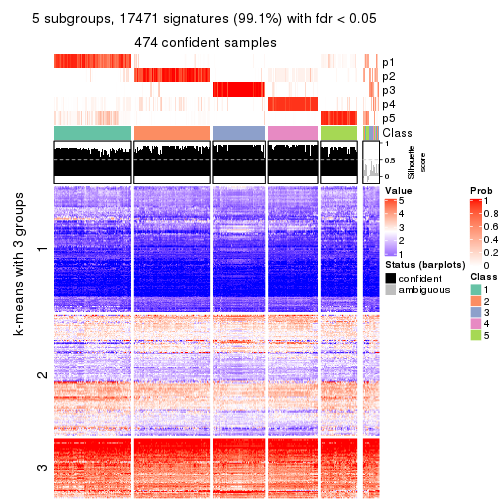 5 subgroups, 17471 signatures (99.1%) with fdr < 0.05
474 confident samples
p1
p2
p3
p4
p5
Class
1
0.5
0
Silhouette
score
k-means with 3 groups
1
2
3
Value
5
4
3
2
1
Status (barplots)
confident
ambiguous
Prob
1
0.8
0.6
0.4
0.2
0
Class
1
2
3
4
5